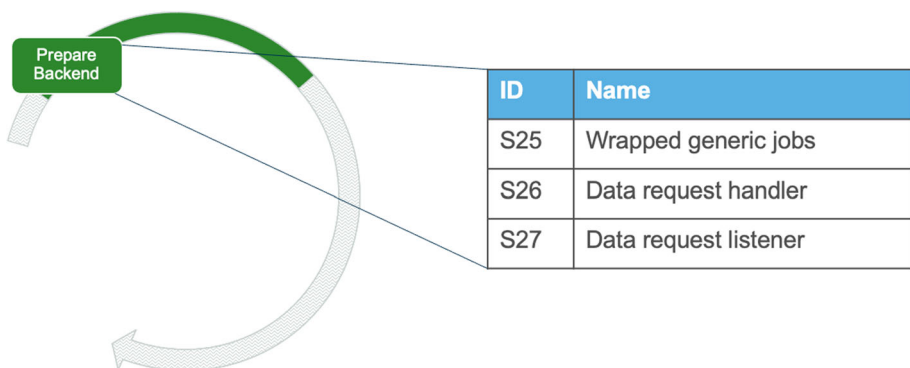 Prepare
Backend
ID Name
S25 Wrapped generic jobs
S26 Data request handler
S27 Data request listener